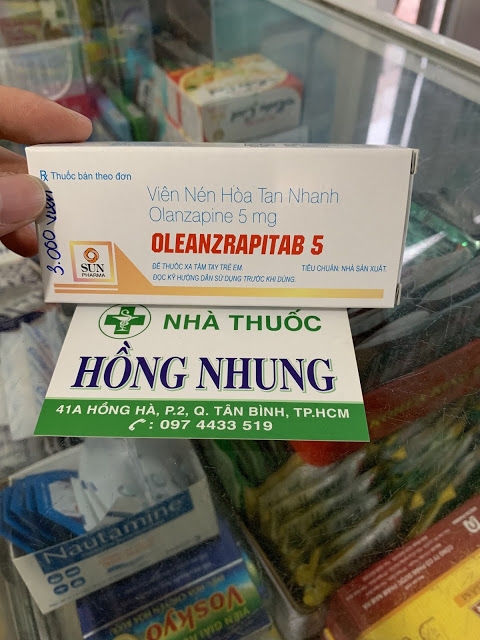 ℞ Thuốc bán theo đơn
Viên Nén Hòa Tan Nhanh
Olanzapine 5 mg
OLEANZRAPITAB 5
3.000
SUN
PHARMA
ĐỂ THUỐC XA TẦM TAY TRẺ EM.
TIÊU CHUẨN: NHÀ SẢN XUẤT.
ĐỌC KỸ HƯỚNG DẪN SỬ DỤNG TRƯỚC KHI DÙNG.
NHÀ THUỐC
HỒNG NHUNG
41A HỒNG HÀ, P.2, Q. TÂN BÌNH, TP.HCM
: 097 4433 519
Nautamine
Voskyo